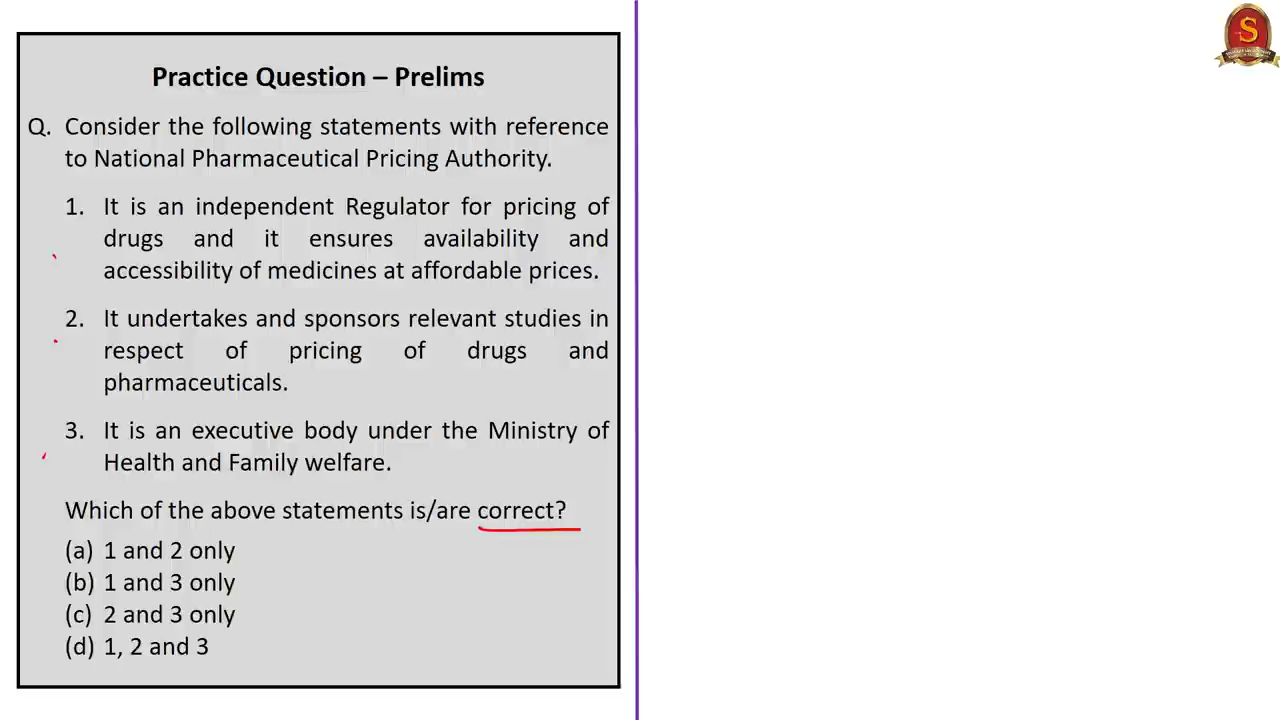 Practice Question – Prelims
Q. Consider the following statements with reference
to National Pharmaceutical Pricing Authority.
1. It is an independent Regulator for pricing of
drugs and it ensures availability and
accessibility of medicines at affordable prices.
2. It undertakes and sponsors relevant studies in
respect of pricing of drugs and
pharmaceuticals.
3. It is an executive body under the Ministry of
Health and Family welfare.
Which of the above statements is/are correct?
(a) 1 and 2 only
(b) 1 and 3 only
(c) 2 and 3 only
(d) 1, 2 and 3
S